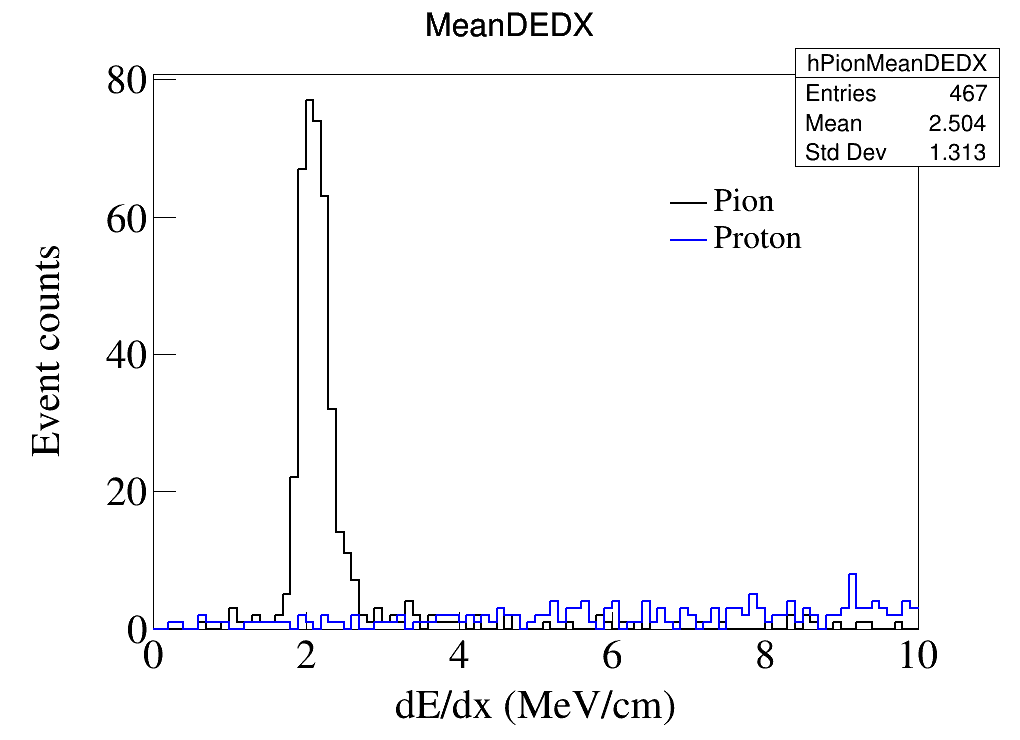 MeanDEDX
hPionMeanDEDX
Entries 467
Mean 2.504
Std Dev 1.313
Pion
Proton
Event counts
80
60
40
20
0
0 2 4 6 8 10
dE/dx (MeV/cm)